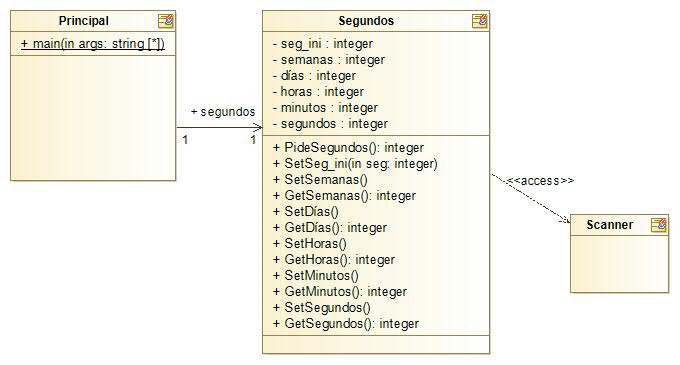 Principal
+ main(in args: string [*])
+ segundos
1
1
Segundos
- seg_ini : integer
- semanas : integer
- días : integer
- horas : integer
- minutos : integer
- segundos : integer
+ PideSegundos(): integer
+ SetSeg_ini(in seg: integer)
+ SetSemanas()
+ GetSemanas(): integer
+ SetDías()
+ GetDías(): integer
+ SetHoras()
+ GetHoras(): integer
+ SetMinutos()
+ GetMinutos(): integer
+ SetSegundos()
+ GetSegundos(): integer
<<access>>
Scanner